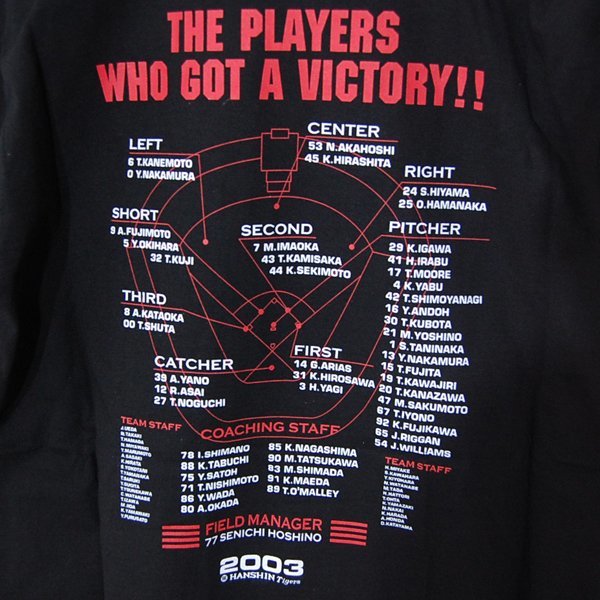 THE PLAYERS
WHO GOT A VICTORY!!
CENTER
53 N.AKAHOSHI
45 K.HIRASHITA
LEFT
6 T.KANEMOTO
0 Y.NAKAMURA
RIGHT
24 S.HIYAMA
25 O.HAMANAKA
SHORT
9 A.FUJIMOTO
5 Y.OKIHARA
32 T.KUJI
SECOND
7 M.IMAOKA
43 T.KAMISAKA
44 K.SEKIMOTO
PITCHER
29 K.IGAWA
41 H.IRABU
17 T.MOORE
4 K.YABU
42 T.SHIMOYANAGI
16 Y.ANDOH
30 T.KUBOTA
21 M.YOSHINO
1 S.TANINAKA
13 Y.NAKAMURA
15 T.FUJITA
19 T.KAWAJIRI
20 T.KANAZAWA
47 M.SAKUMOTO
67 T.IYONO
92 K.FUJIKAWA
65 J.RIGGAN
54 J.WILLIAMS
THIRD
8 A.KATAOKA
00 T.SHUTA
CATCHER
39 A.YANO
12 R.ASAI
27 T.NOGUCHI
FIRST
14 G.ARIAS
31 K.HIROSAWA
3 H.YAGI
COACHING STAFF
78 I.SHIMANO
88 K.TABUCHI
75 Y.SATOH
71 T.NISHIMOTO
86 Y.WADA
80 A.OKADA
85 K.NAGASHIMA
90 M.TATSUKAWA
83 M.SHIMADA
91 K.MAEDA
89 T.O'MALLEY
TEAM STAFF
TEAM STAFF
FIELD MANAGER
77 SENICHI HOSHINO
2003
HANSHIN Tigers